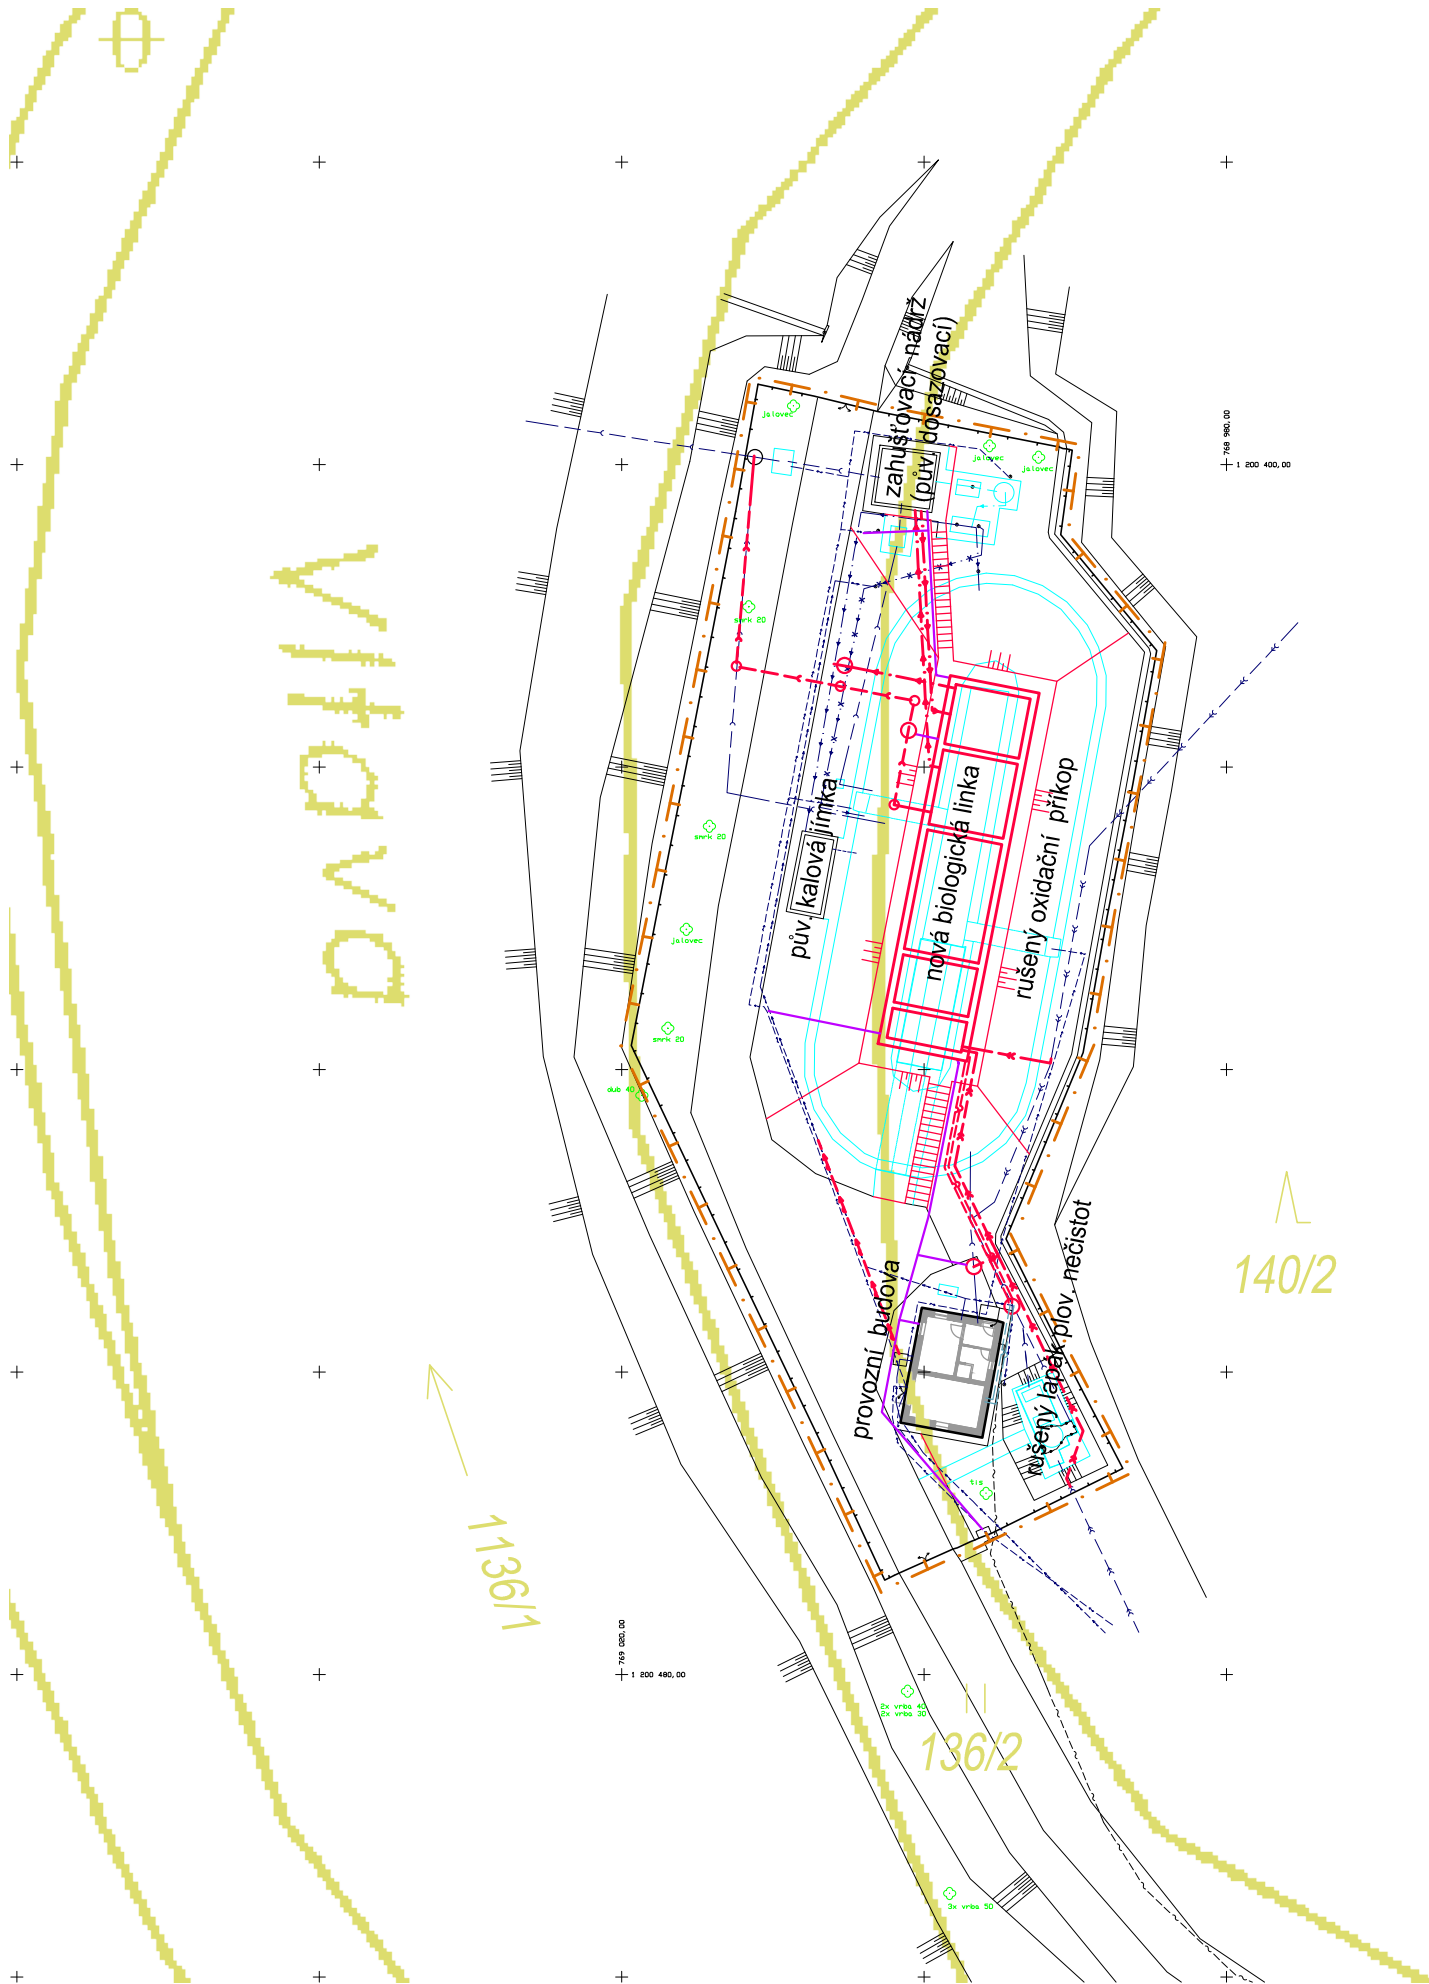 zahušťovací nádrž
(pův. dosazovací)
jalovec
jalovec
jalovec
768 980,00
1 200 400,00
Vltava
smrk 20
smrk 20
pův. kalová jímka
nová biologická linka
rušený oxidační příkop
jalovec
smrk 20
dub 40
provozní budova
rušený lapák plov. nečistot
140/2
tis
1136/1
769 020,00
1 200 480,00
2x vrba 40
2x vrba 30
136/2
3x vrba 50